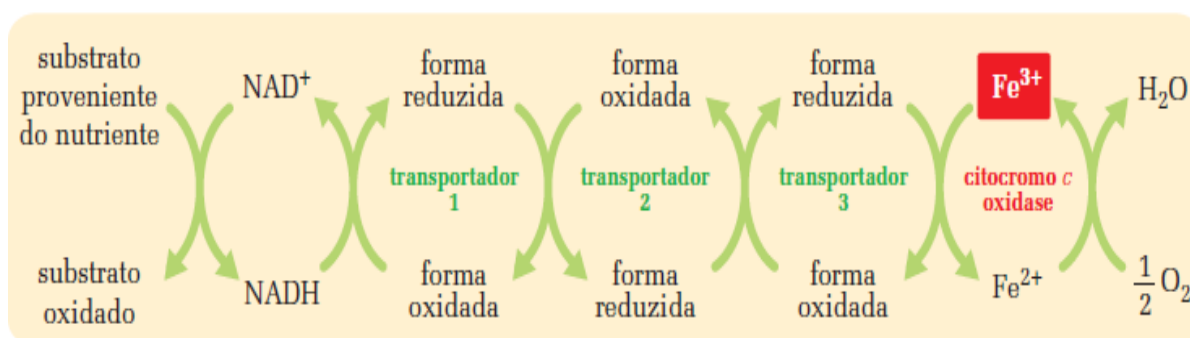 substrato
proveniente
do nutriente
NAD⁺
forma
reduzida
forma
oxidada
forma
reduzida
Fe³⁺
H₂O
transportador
1
transportador
2
transportador
3
citocromo c
oxidase
substrato
oxidado
NADH
forma
oxidada
forma
reduzida
forma
oxidada
Fe²⁺
1/2 O₂